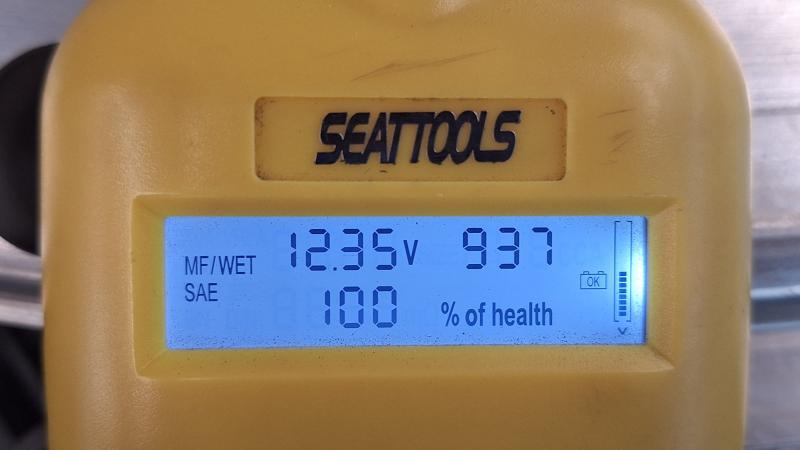 SEATTOOLS
MF/WET 12.35V 937
SAE 100 % of health
OK
V